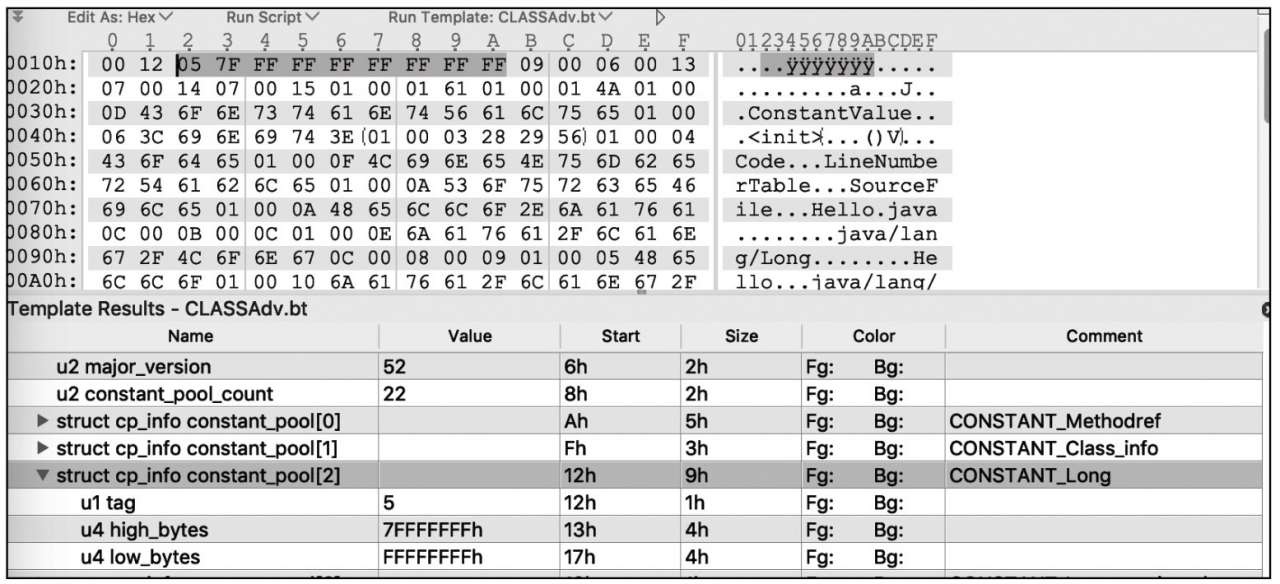 Edit As: Hex Run Script Run Template: CLASSAdv.bt
0 1 2 3 4 5 6 7 8 9 A B C D E F 0123456789ABCDEF
0010h: 00 12 05 7F FF FF FF FF FF FF FF 09 00 06 00 13 ....ÿÿÿÿÿÿÿ.....
0020h: 07 00 14 07 00 15 01 00 01 61 01 00 01 4A 01 00 .........a...J..
0030h: 0D 43 6F 6E 73 74 61 6E 74 56 61 6C 75 65 01 00 .ConstantValue..
0040h: 06 3C 69 6E 69 74 3E 01 00 03 28 29 56 01 00 04 .<init>...()V...
0050h: 43 6F 64 65 01 00 0F 4C 69 6E 65 4E 75 6D 62 65 Code...LineNumbe
0060h: 72 54 61 62 6C 65 01 00 0A 53 6F 75 72 63 65 46 rTable...SourceF
0070h: 69 6C 65 01 00 0A 48 65 6C 6C 6F 2E 6A 61 76 61 ile...Hello.java
0080h: 0C 00 0B 00 0C 01 00 0E 6A 61 76 61 2F 6C 61 6E ........java/lan
0090h: 67 2F 4C 6F 6E 67 0C 00 08 00 09 01 00 05 48 65 g/Long........He
00A0h: 6C 6C 6F 01 00 10 6A 61 76 61 2F 6C 61 6E 67 2F llo...java/lang/
Template Results - CLASSAdv.bt
Name Value Start Size Color Comment
u2 major_version 52 6h 2h Fg: Bg:
u2 constant_pool_count 22 8h 2h Fg: Bg:
struct cp_info constant_pool[0] Ah 5h Fg: Bg: CONSTANT_Methodref
struct cp_info constant_pool[1] Fh 3h Fg: Bg: CONSTANT_Class_info
struct cp_info constant_pool[2] 12h 9h Fg: Bg: CONSTANT_Long
u1 tag 5 12h 1h Fg: Bg:
u4 high_bytes 7FFFFFFFh 13h 4h Fg: Bg:
u4 low_bytes FFFFFFFFh 17h 4h Fg: Bg: